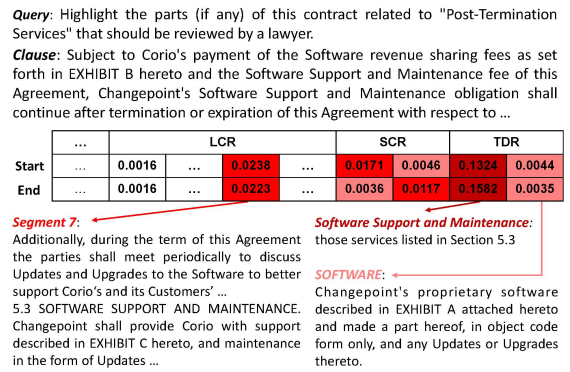 Query: Highlight the parts (if any) of this contract related to "Post-Termination
Services" that should be reviewed by a lawyer.
Clause: Subject to Corio's payment of the Software revenue sharing fees as set
forth in EXHIBIT B hereto and the Software Support and Maintenance fee of this
Agreement, Changepoint's Software Support and Maintenance obligation shall
continue after termination or expiration of this Agreement with respect to ...
... LCR SCR TDR
Start ... 0.0016 ... 0.0238 ... 0.0171 0.0046 0.1324 0.0044
End ... 0.0016 ... 0.0223 ... 0.0036 0.0117 0.1582 0.0035
Segment 7:
Additionally, during the term of this Agreement
the parties shall meet periodically to discuss
Updates and Upgrades to the Software to better
support Corio‘s and its Customers’ ...
5.3 SOFTWARE SUPPORT AND MAINTENANCE.
Changepoint shall provide Corio with support
described in EXHIBIT C hereto, and maintenance
in the form of Updates ...
Software Support and Maintenance:
those services listed in Section 5.3
SOFTWARE:
Changepoint's proprietary software
described in EXHIBIT A attached hereto
and made a part hereof, in object code
form only, and any Updates or Upgrades
thereto.